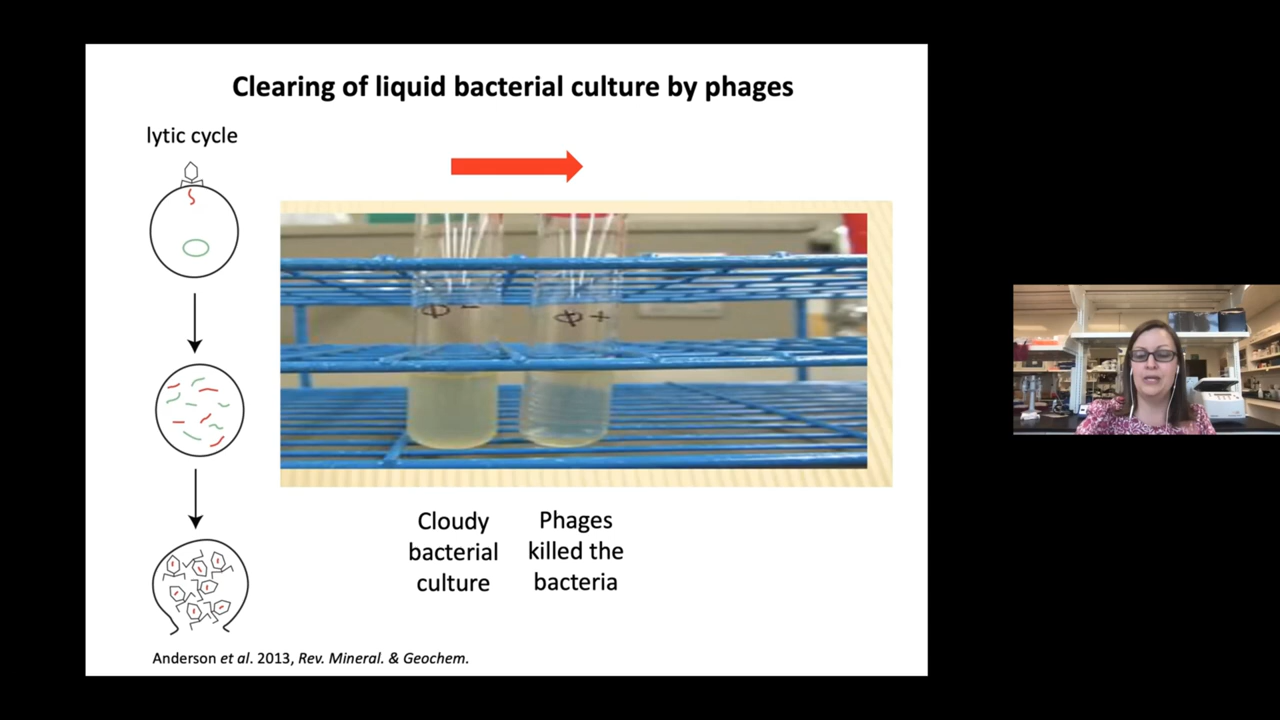 Clearing of liquid bacterial culture by phages
lytic cycle
Φ -
Φ +
Cloudy
bacterial
culture
Phages
killed the
bacteria
Anderson et al. 2013, Rev. Mineral. & Geochem.